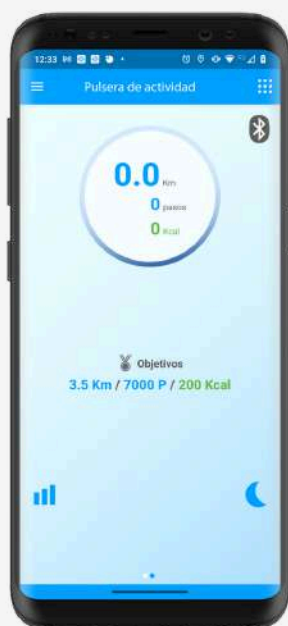 12:33
Pulsera de actividad
0.0 Km
0 pasos
0 Kcal
Objetivos
3.5 Km / 7000 P / 200 Kcal